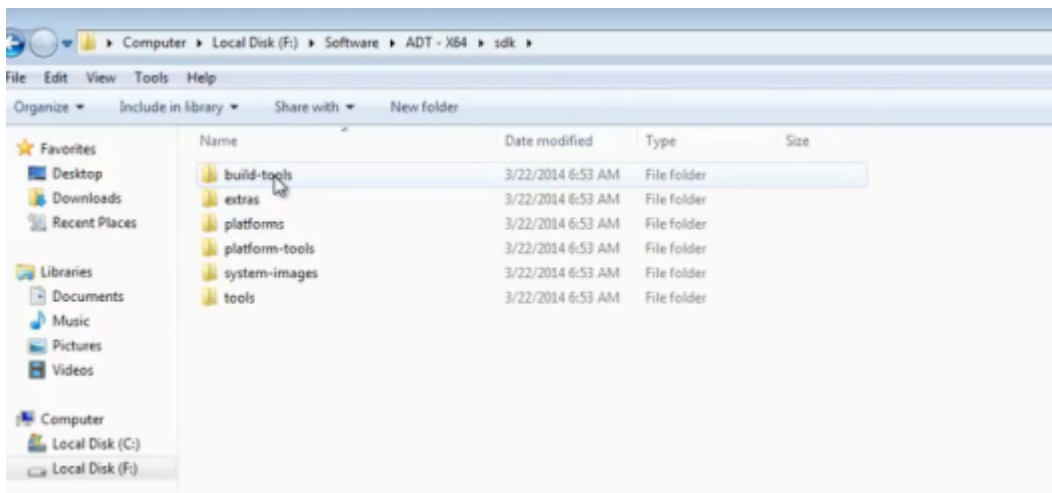 Computer ▸ Local Disk (F:) ▸ Software ▸ ADT - X64 ▸ sdk ▸
File Edit View Tools Help
Organize Include in library Share with New folder
Name Date modified Type Size
Favorites
Desktop
Downloads
Recent Places
Libraries
Documents
Music
Pictures
Videos
Computer
Local Disk (C:)
Local Disk (F:)
build-tools 3/22/2014 6:53 AM File folder
extras 3/22/2014 6:53 AM File folder
platforms 3/22/2014 6:53 AM File folder
platform-tools 3/22/2014 6:53 AM File folder
system-images 3/22/2014 6:53 AM File folder
tools 3/22/2014 6:53 AM File folder